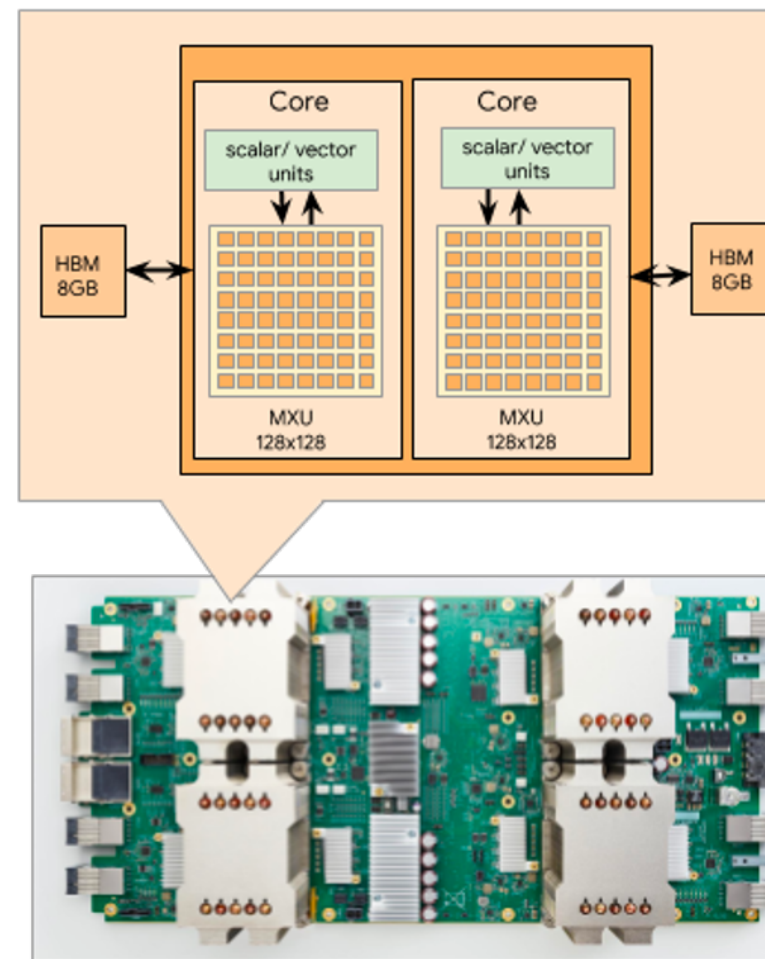 Core
scalar/ vector
units
MXU
128x128
Core
scalar/ vector
units
MXU
128x128
HBM
8GB
HBM
8GB